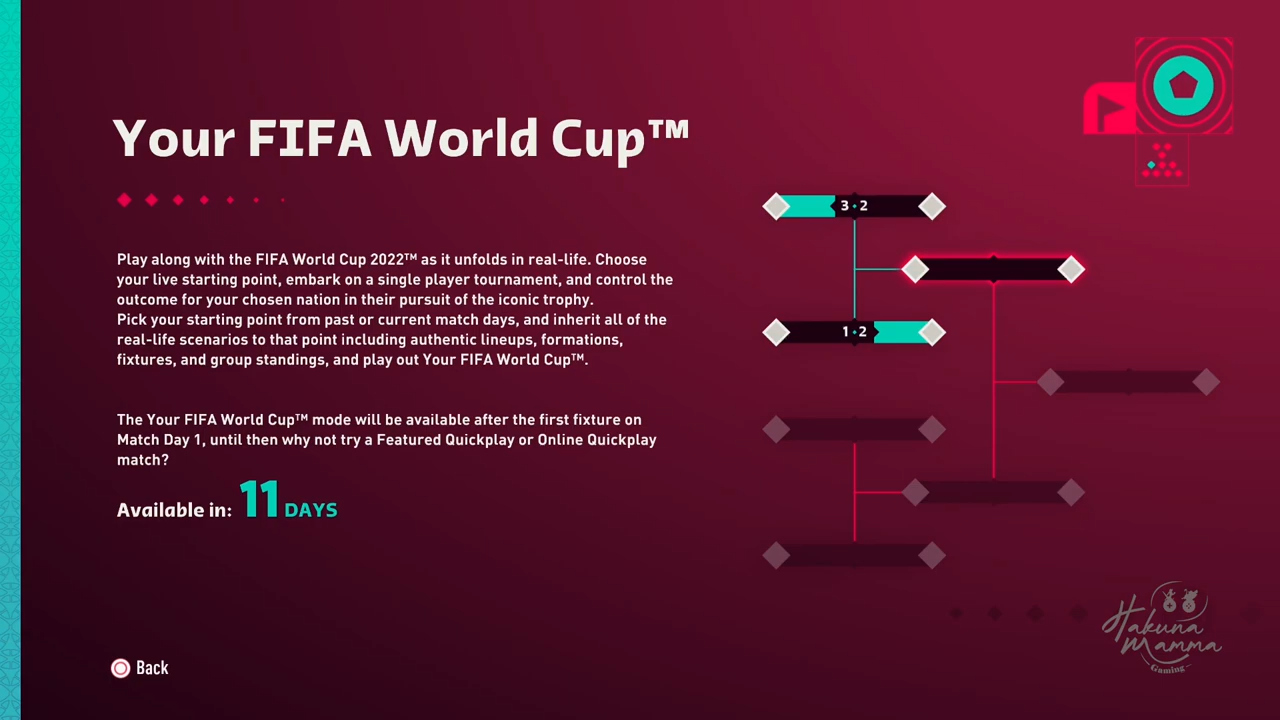 Your FIFA World Cup™
Play along with the FIFA World Cup 2022™ as it unfolds in real-life. Choose
your live starting point, embark on a single player tournament, and control the
outcome for your chosen nation in their pursuit of the iconic trophy.
Pick your starting point from past or current match days, and inherit all of the
real-life scenarios to that point including authentic lineups, formations,
fixtures, and group standings, and play out Your FIFA World Cup™.
The Your FIFA World Cup™ mode will be available after the first fixture on
Match Day 1, until then why not try a Featured Quickplay or Online Quickplay
match?
Available in: 11 DAYS
3 • 2
1 • 2
Back
Hakuna
Mamma
Gaming